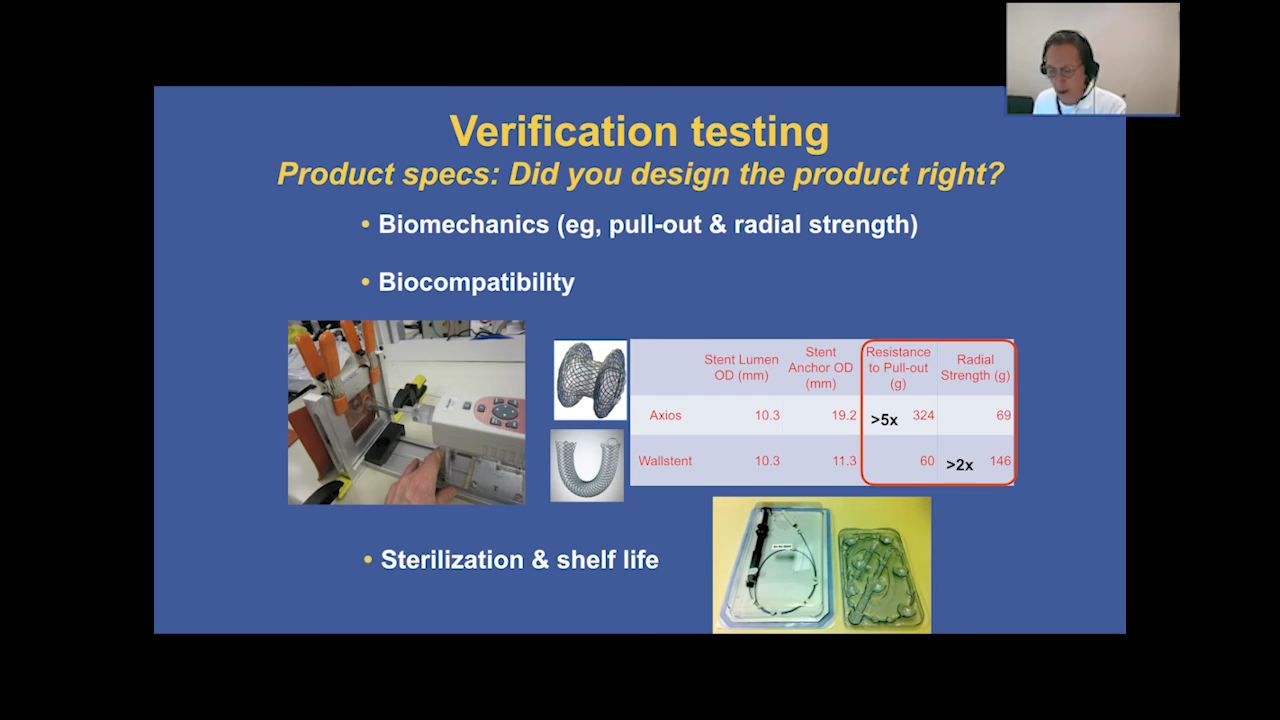 Verification testing
Product specs: Did you design the product right?
• Biomechanics (eg, pull-out & radial strength)
• Biocompatibility
Stent Lumen OD (mm)
Stent Anchor OD (mm)
Resistance to Pull-out (g)
Radial Strength (g)
Axios 10.3 19.2 >5x 324 69
Wallstent 10.3 11.3 60 >2x 146
• Sterilization & shelf life